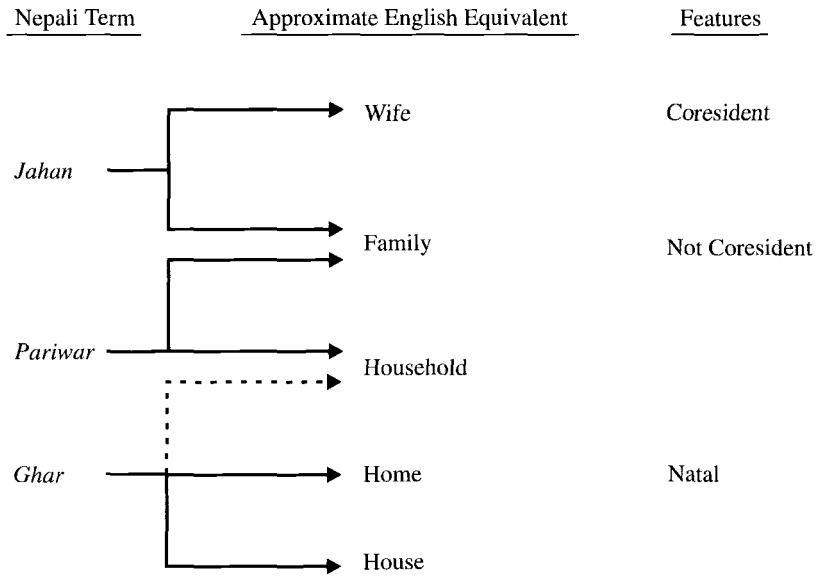 Nepali Term Approximate English Equivalent Features
Wife Coresident
Jahan
Family Not Coresident
Pariwar
Household
Ghar Home Natal
House